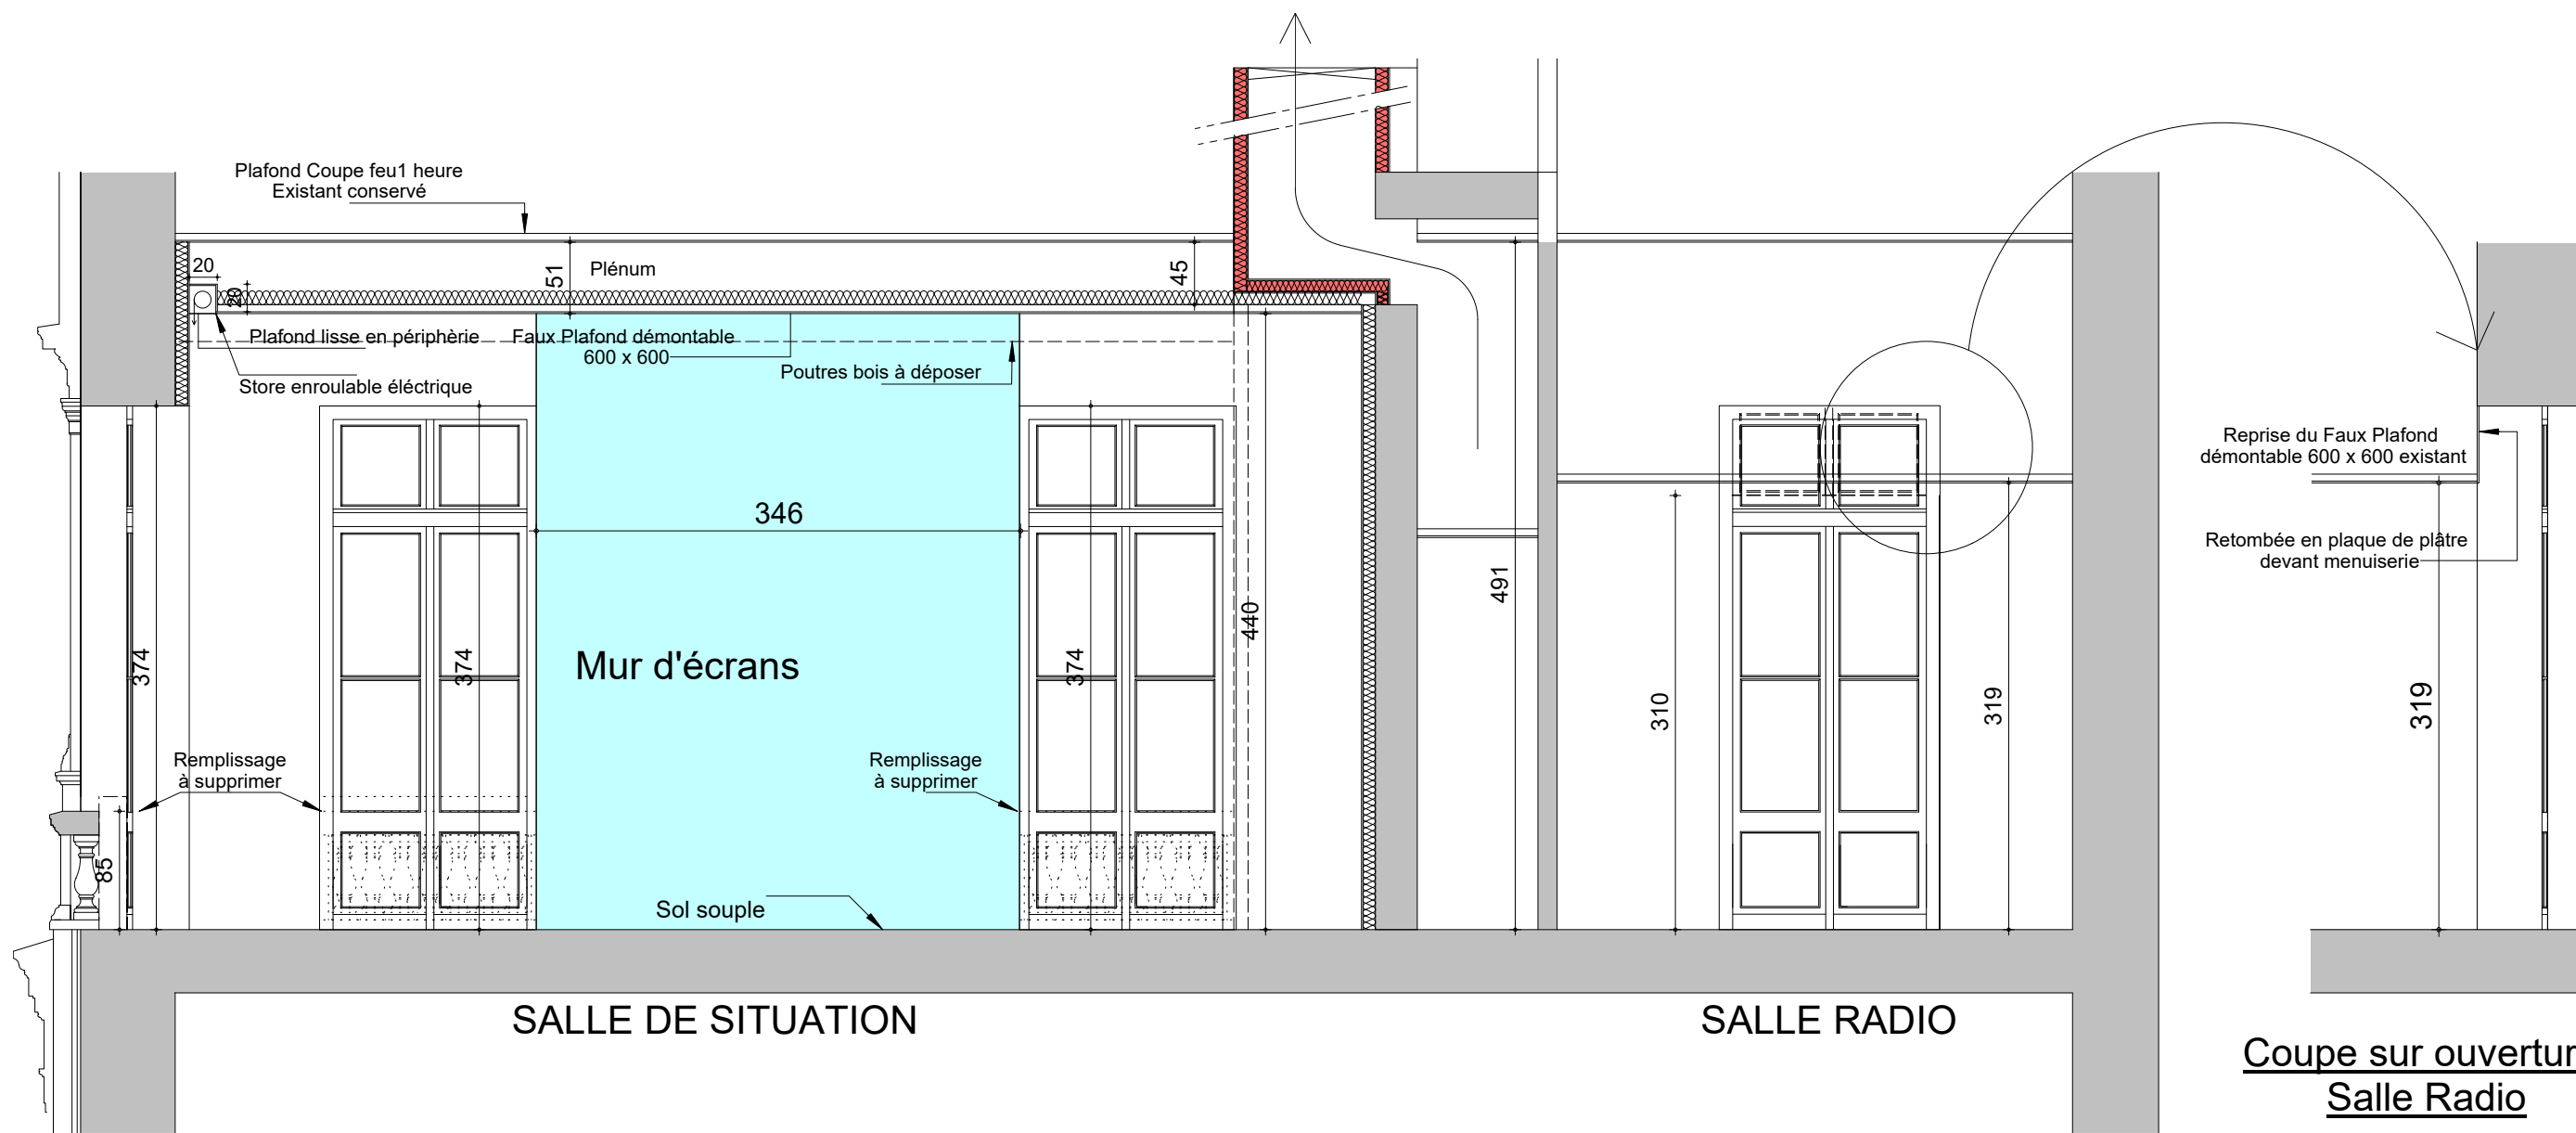 Plafond Coupe feu1 heure
Existant conservé
20
20
51
Plénum
45
Plafond lisse en périphèrie
Faux Plafond démontable
600 x 600
Poutres bois à déposer
Store enroulable éléctrique
346
Mur d'écrans
374
374
374
440
491
310
319
319
85
Remplissage
à supprimer
Remplissage
à supprimer
Sol souple
Reprise du Faux Plafond
démontable 600 x 600 existant
Retombée en plaque de plâtre
devant menuiserie
SALLE DE SITUATION
SALLE RADIO
Coupe sur ouvertur
Salle Radio